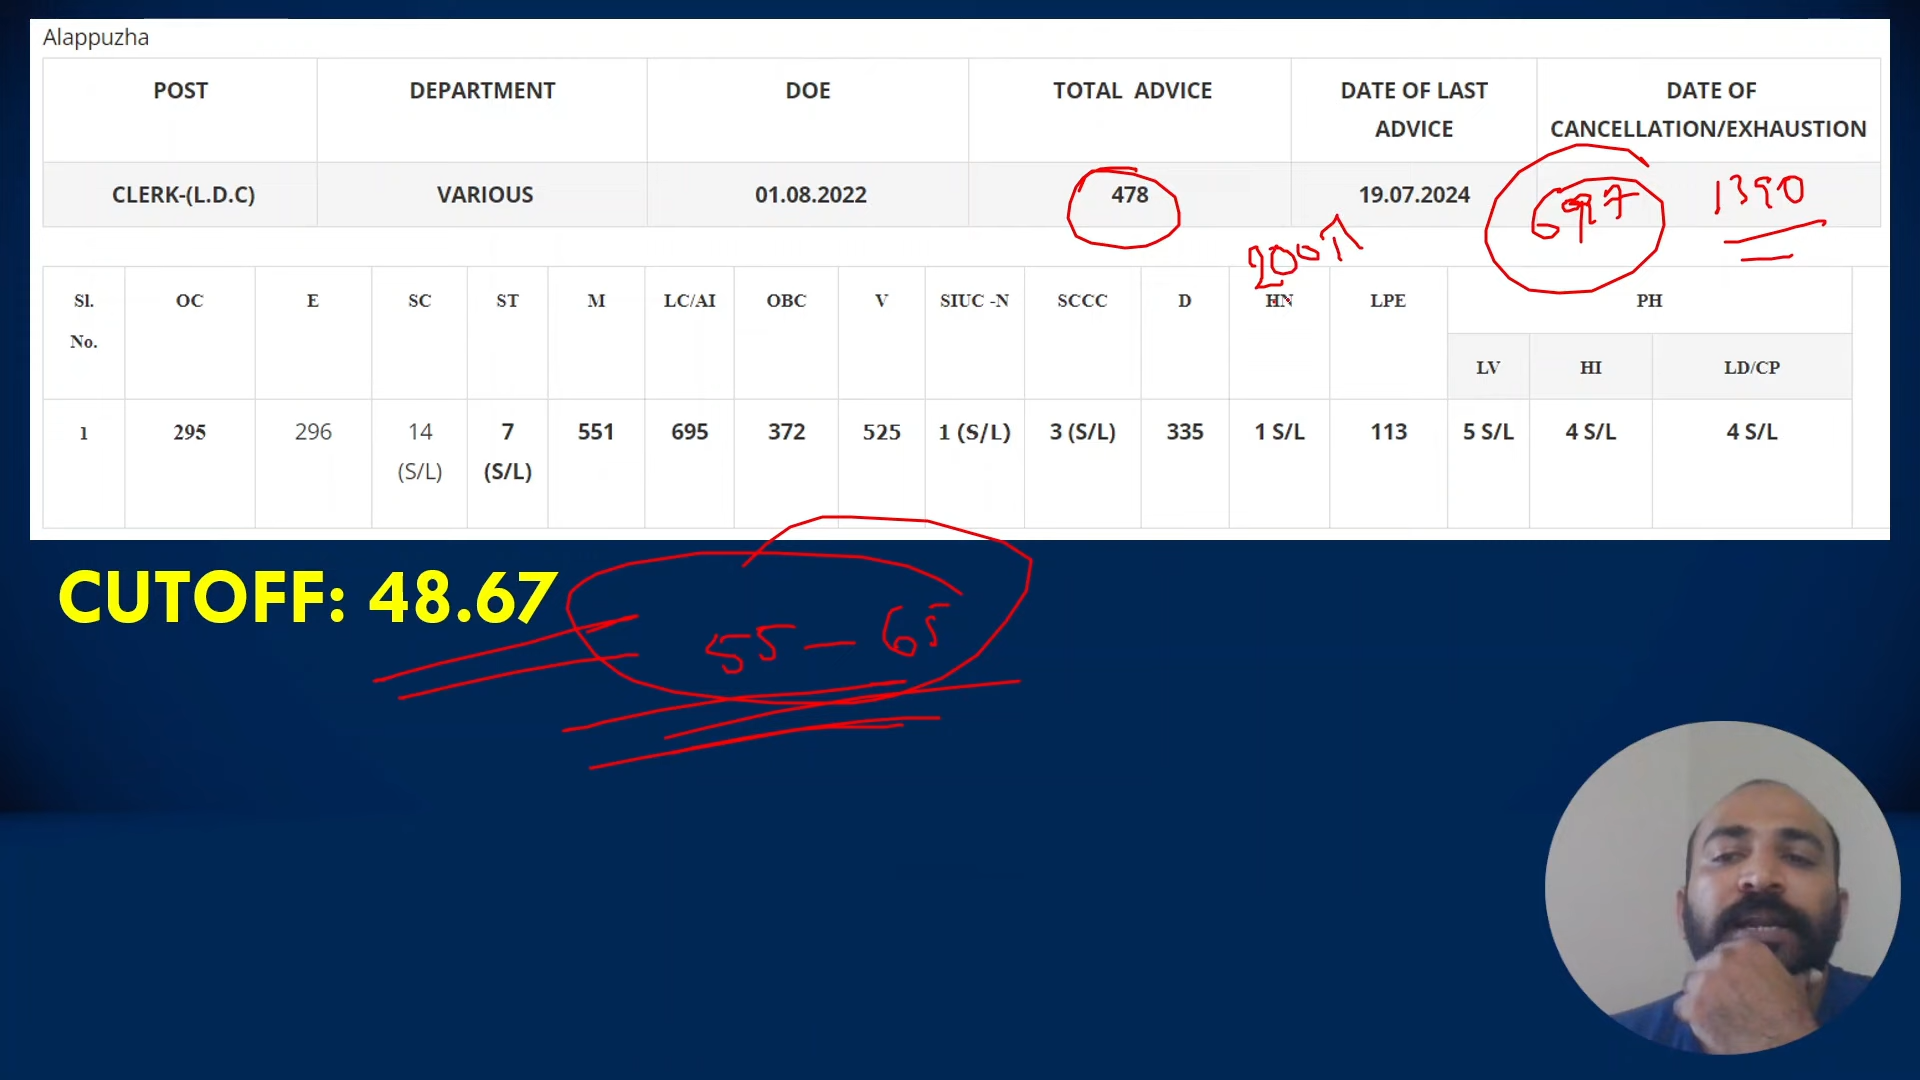 Alappuzha
POST DEPARTMENT DOE TOTAL ADVICE DATE OF LAST ADVICE DATE OF CANCELLATION/EXHAUSTION
CLERK-(L.D.C) VARIOUS 01.08.2022 478 19.07.2024
697 1390
200
Sl. No. OC E SC ST M LC/AI OBC V SIUC -N SCCC D HN LPE PH
LV HI LD/CP
1 295 296 14 (S/L) 7 (S/L) 551 695 372 525 1 (S/L) 3 (S/L) 335 1 S/L 113 5 S/L 4 S/L 4 S/L
CUTOFF: 48.67
55 – 65